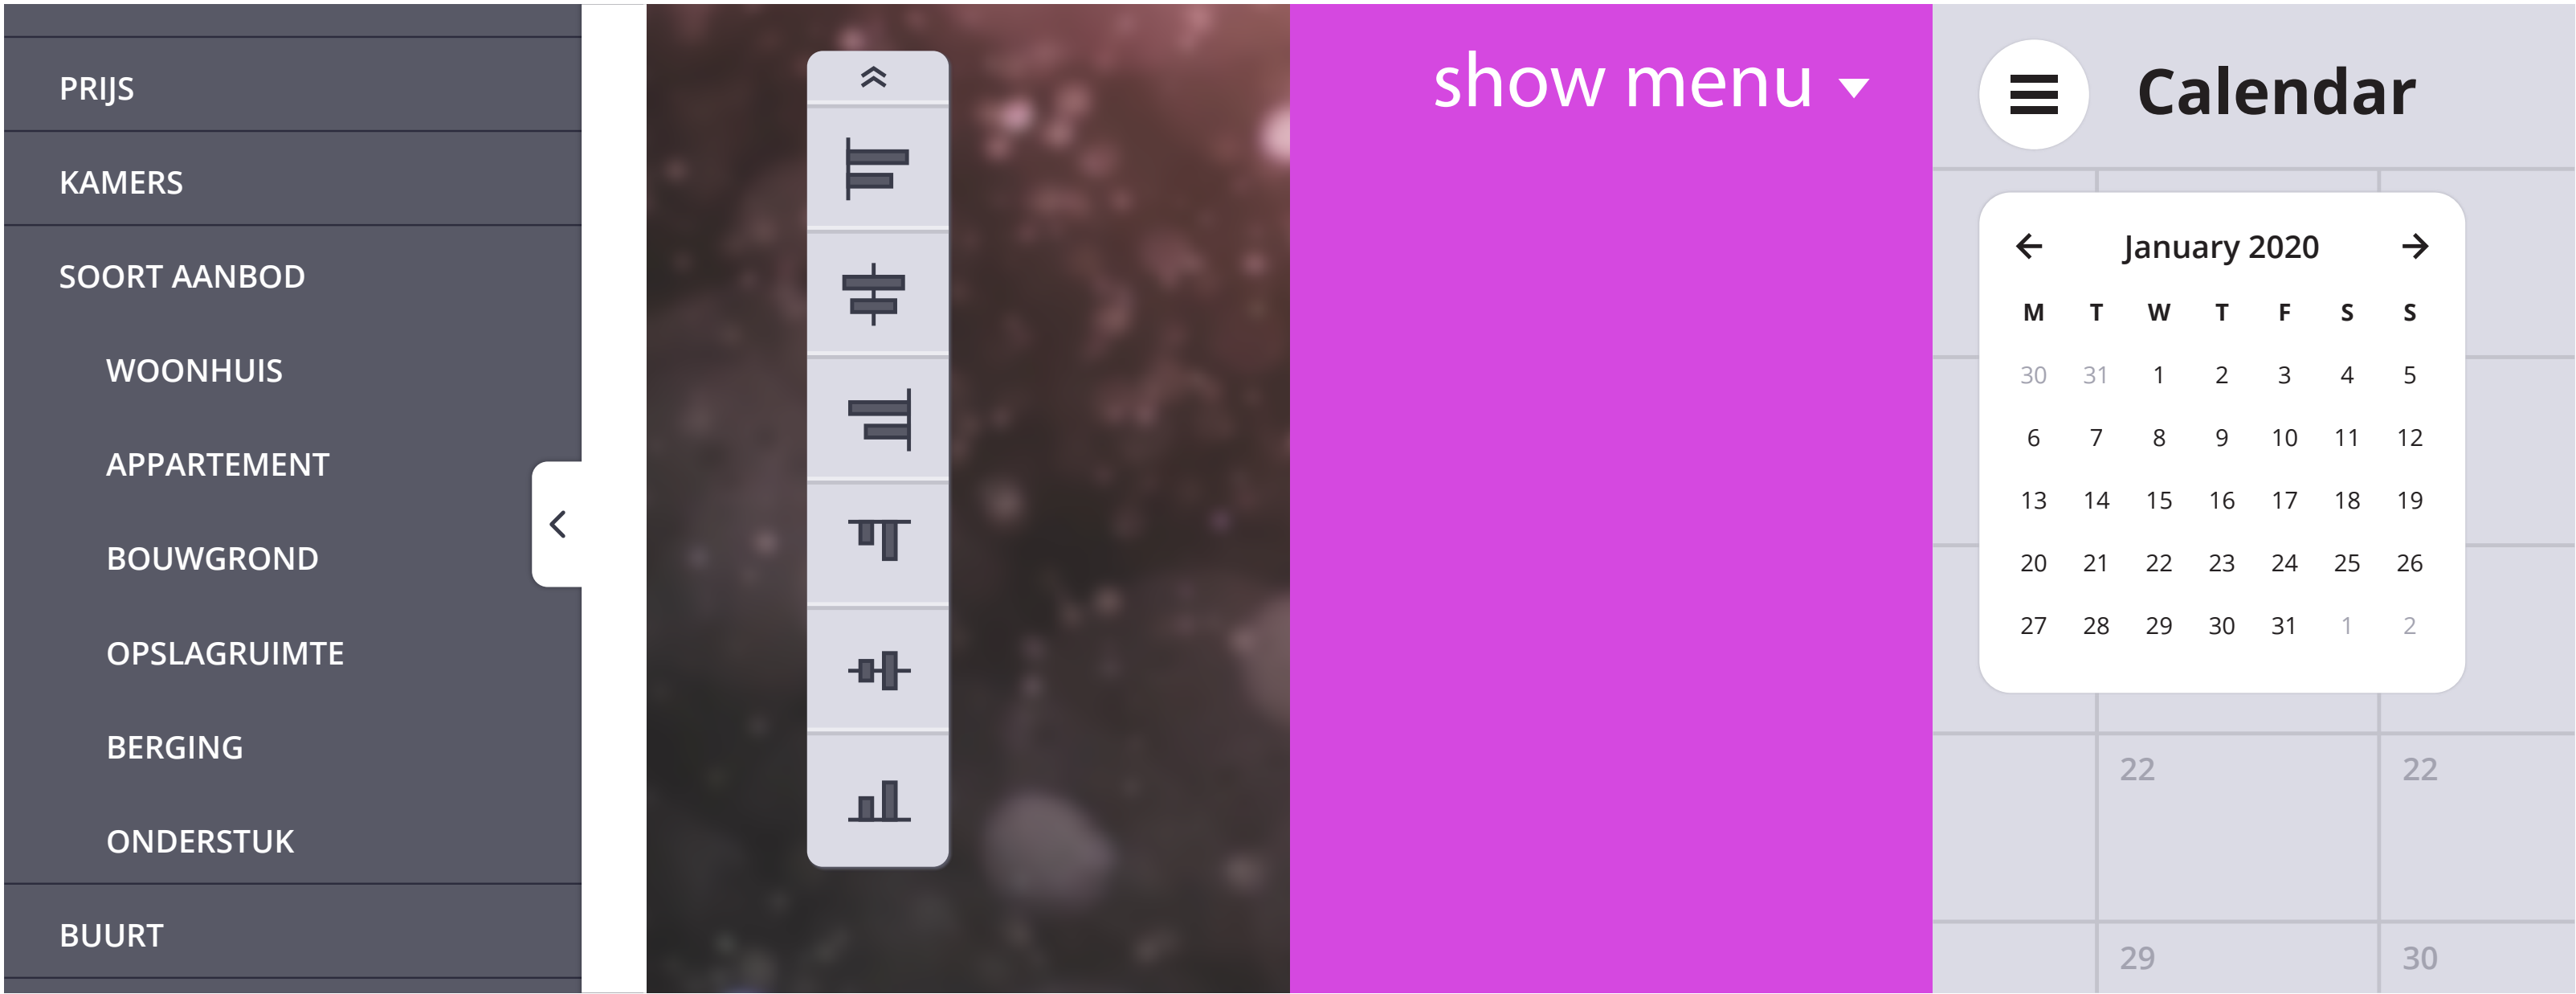 PRIJS
KAMERS
SOORT AANBOD
WOONHUIS
APPARTEMENT
BOUWGROND
OPSLAGRUIMTE
BERGING
ONDERSTUK
BUURT
show menu
Calendar
January 2020
M T W T F S S
30 31 1 2 3 4 5
6 7 8 9 10 11 12
13 14 15 16 17 18 19
20 21 22 23 24 25 26
27 28 29 30 31 1 2
22 22
29 30